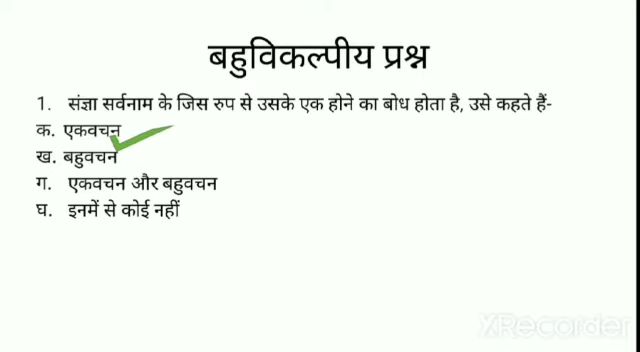 बहुविकल्पीय प्रश्न
1. संज्ञा सर्वनाम के जिस रुप से उसके एक होने का बोध होता है, उसे कहते हैं-
क. एकवचन
ख. बहुवचन
ग. एकवचन और बहुवचन
घ. इनमें से कोई नहीं
XRecorder